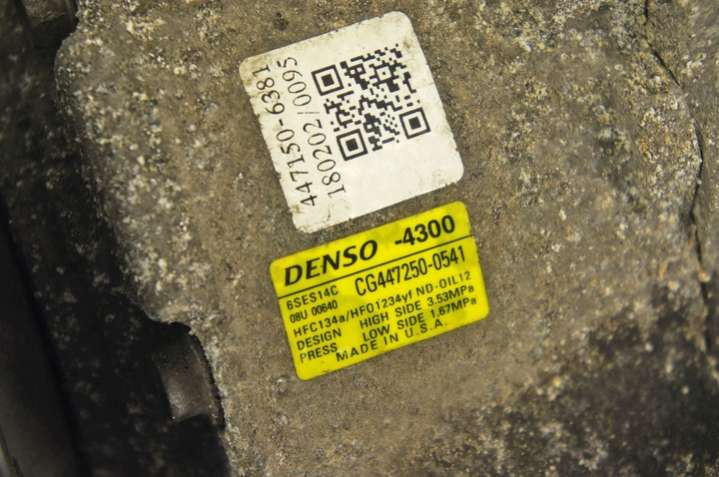 447150-6381
180202/0095
DENSO -4300
6SES14C CG447250-0541
08U 00640
HFC134a/HFO1234yf ND-OIL12
DESIGN HIGH SIDE 3.53MPa
PRESS LOW SIDE 1.67MPa
MADE IN U.S.A.